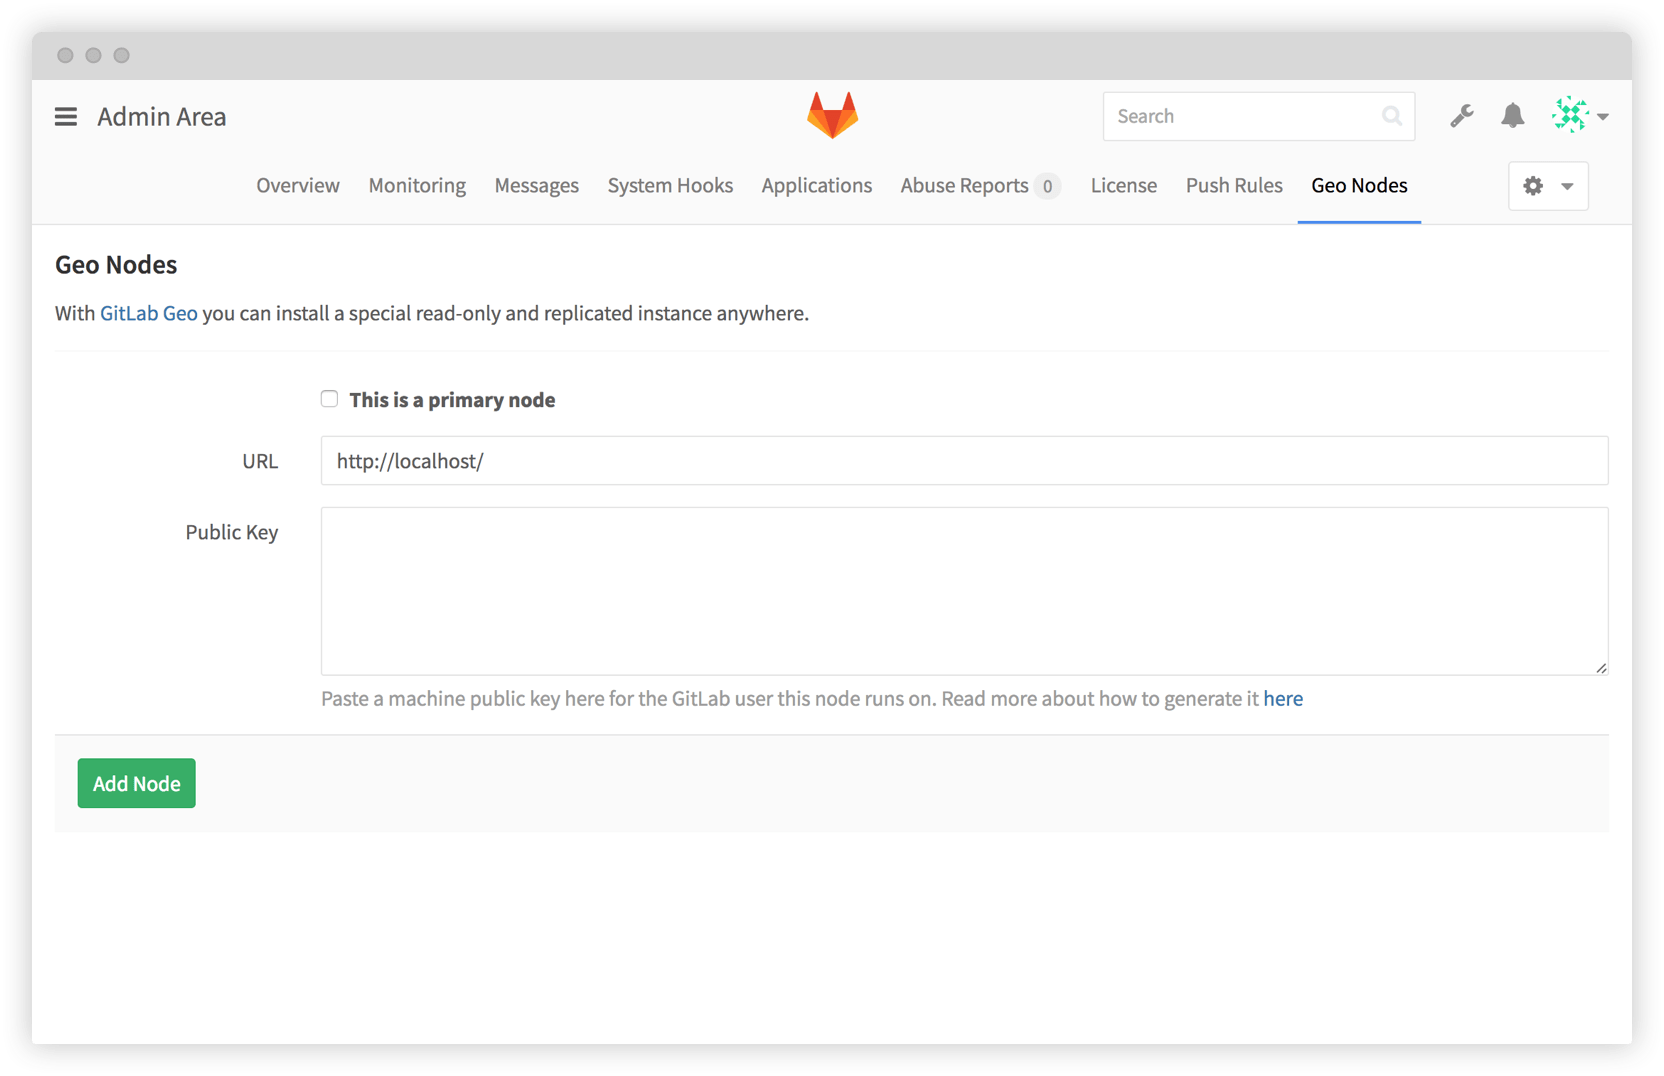 Admin Area
Search
Overview Monitoring Messages System Hooks Applications Abuse Reports 0 License Push Rules Geo Nodes
Geo Nodes
With GitLab Geo you can install a special read-only and replicated instance anywhere.
This is a primary node
URL http://localhost/
Public Key
Paste a machine public key here for the GitLab user this node runs on. Read more about how to generate it here
Add Node